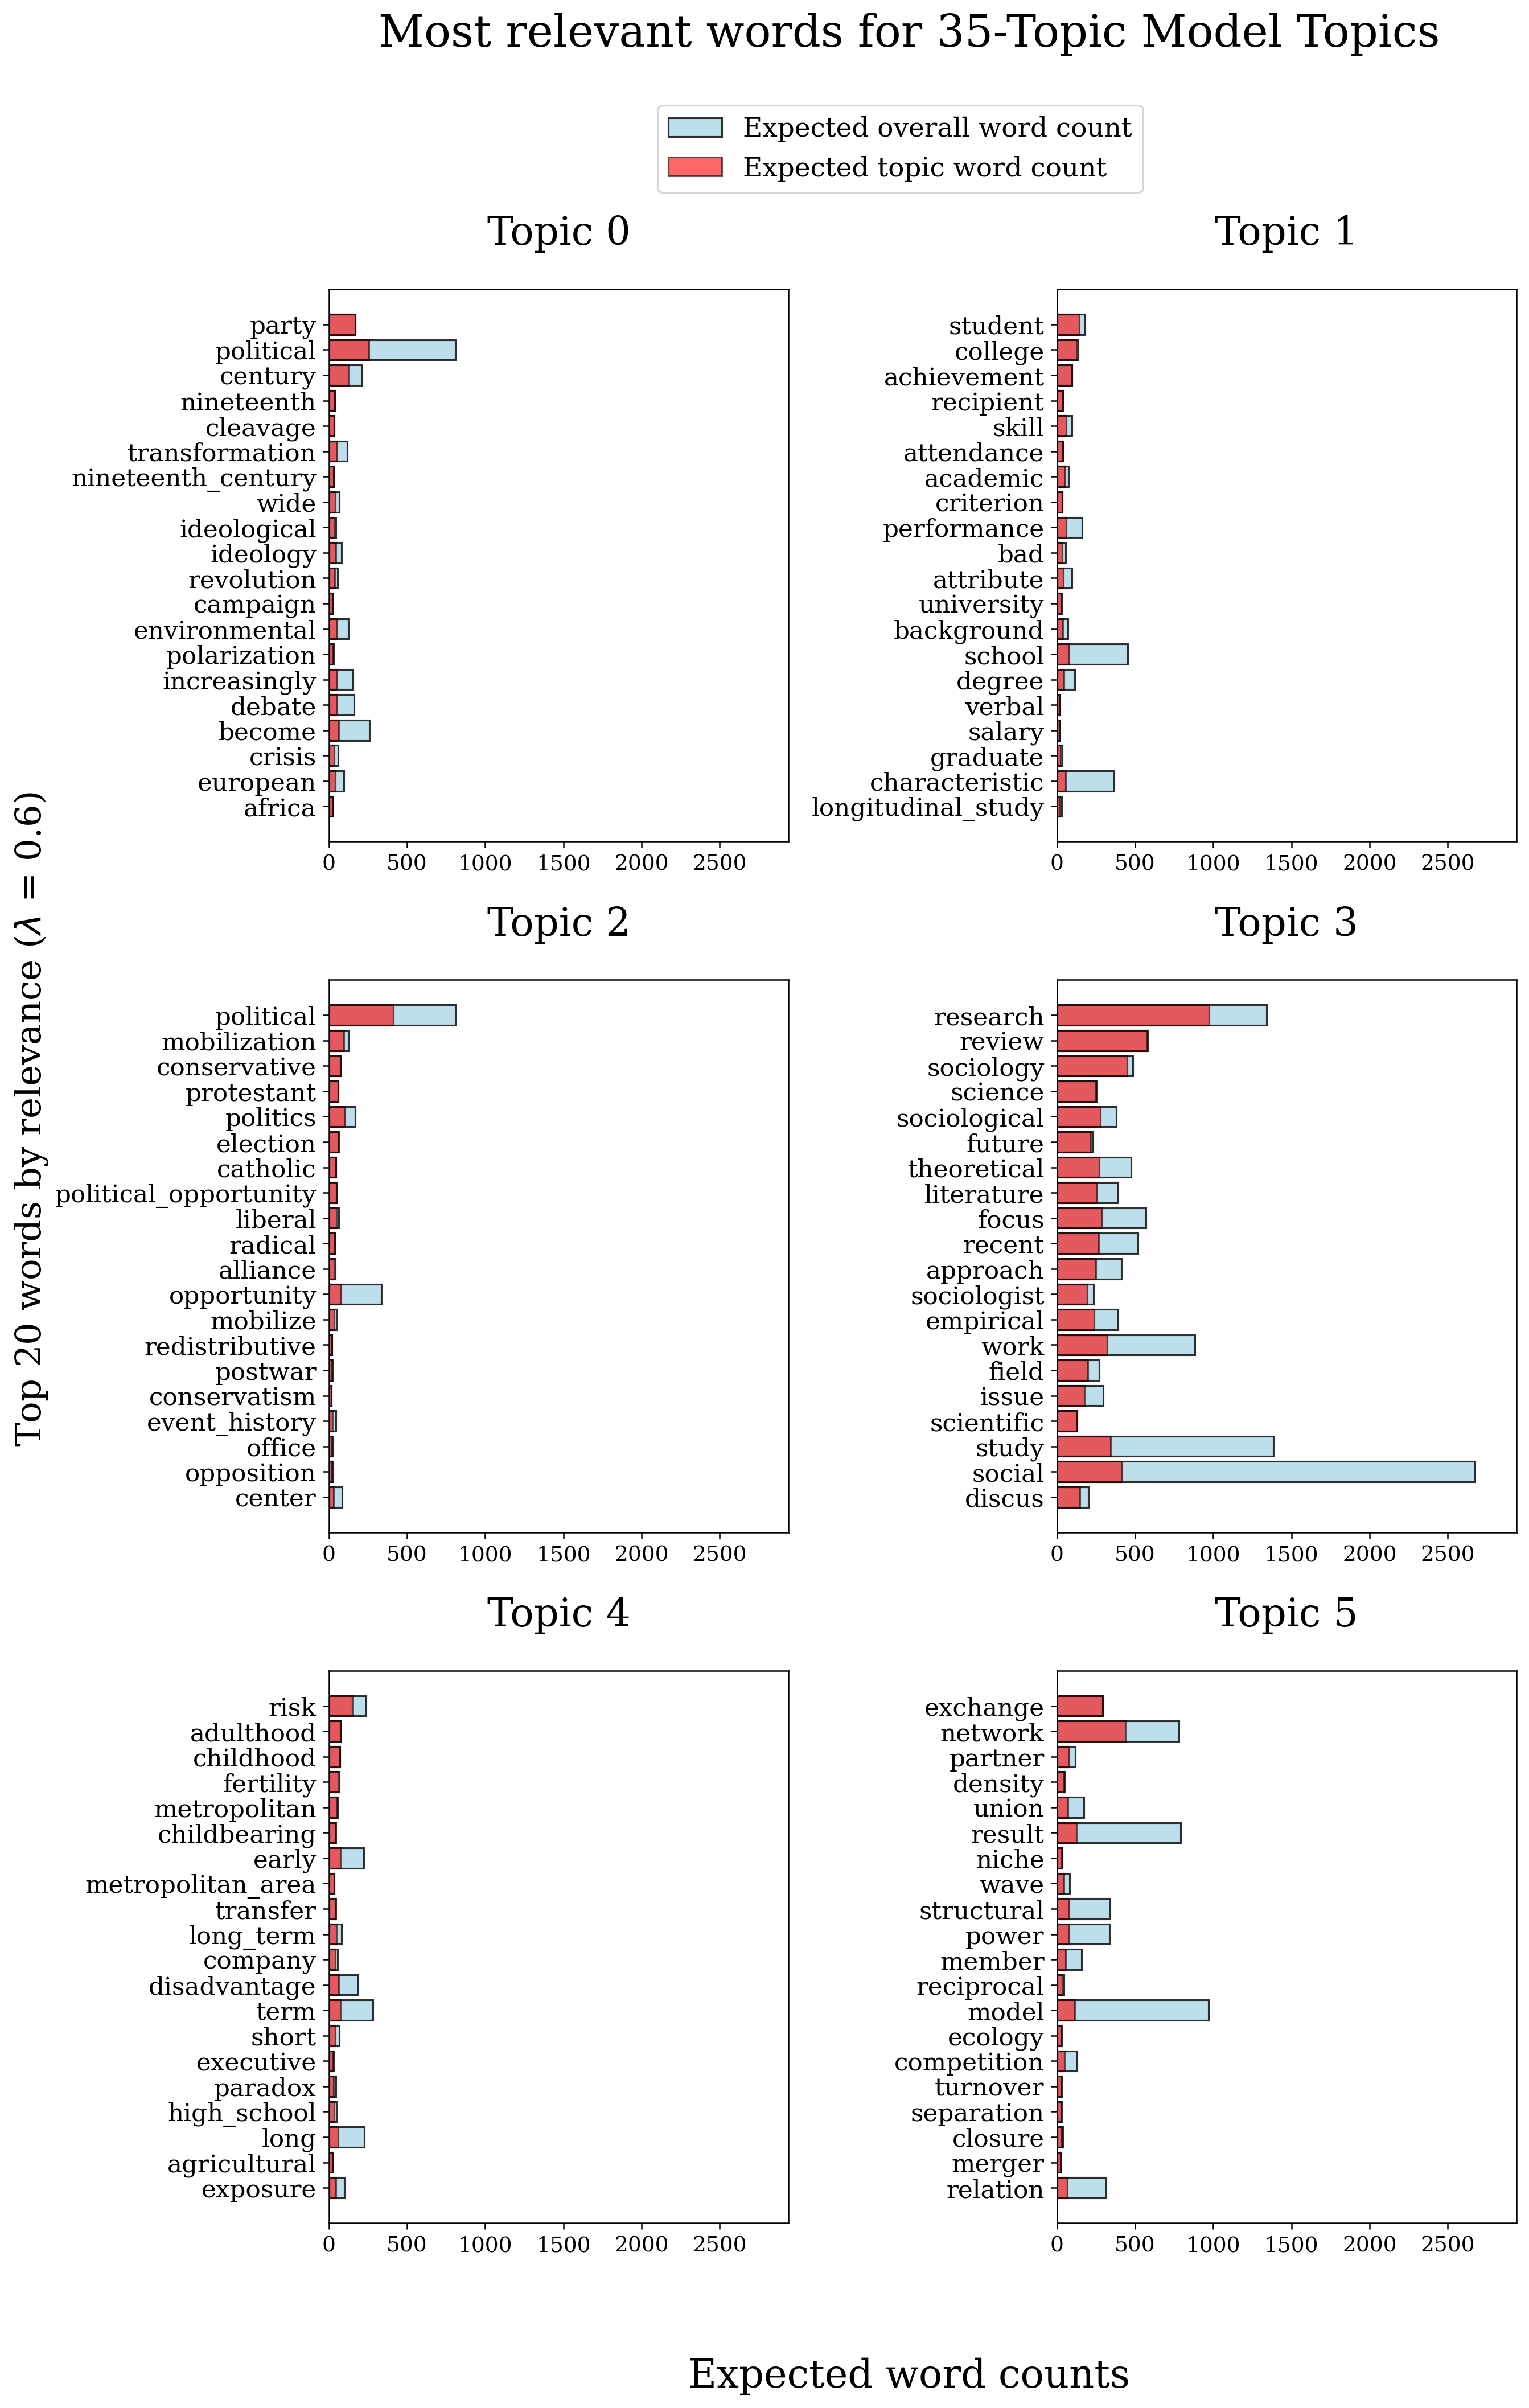 Most relevant words for 35-Topic Model Topics
Expected overall word count
Expected topic word count
Topic 0
party
political
century
nineteenth
cleavage
transformation
nineteenth_century
wide
ideological
ideology
revolution
campaign
environmental
polarization
increasingly
debate
become
crisis
european
africa
0 500 1000 1500 2000 2500
Topic 1
student
college
achievement
recipient
skill
attendance
academic
criterion
performance
bad
attribute
university
background
school
degree
verbal
salary
graduate
characteristic
longitudinal_study
0 500 1000 1500 2000 2500
Top 20 words by relevance (λ = 0.6)
Topic 2
political
mobilization
conservative
protestant
politics
election
catholic
political_opportunity
liberal
radical
alliance
opportunity
mobilize
redistributive
postwar
conservatism
event_history
office
opposition
center
0 500 1000 1500 2000 2500
Topic 3
research
review
sociology
science
sociological
future
theoretical
literature
focus
recent
approach
sociologist
empirical
work
field
issue
scientific
study
social
discus
0 500 1000 1500 2000 2500
Topic 4
risk
adulthood
childhood
fertility
metropolitan
childbearing
early
metropolitan_area
transfer
long_term
company
disadvantage
term
short
executive
paradox
high_school
long
agricultural
exposure
0 500 1000 1500 2000 2500
Topic 5
exchange
network
partner
density
union
result
niche
wave
structural
power
member
reciprocal
model
ecology
competition
turnover
separation
closure
merger
relation
0 500 1000 1500 2000 2500
Expected word counts